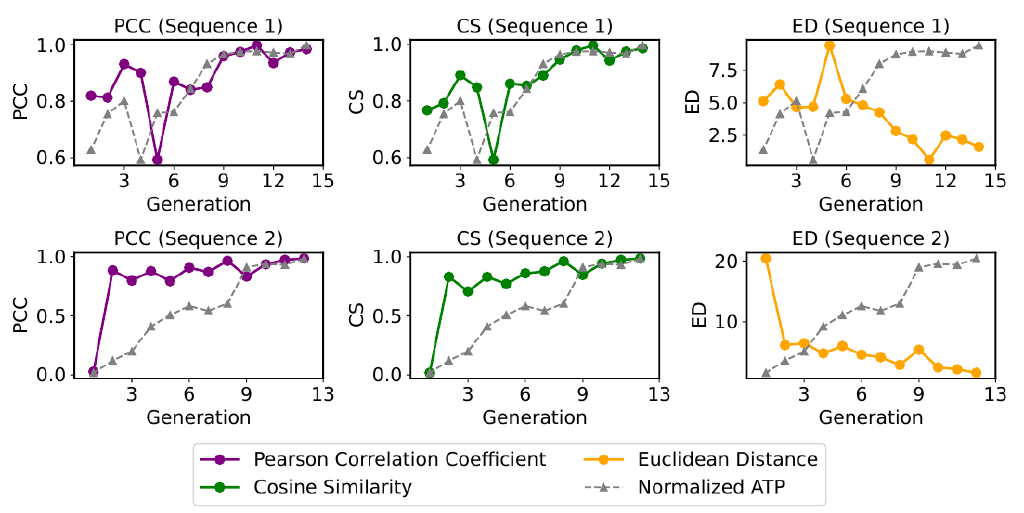 PCC (Sequence 1)
CS (Sequence 1)
ED (Sequence 1)
PCC
1.0
0.8
0.6
3
6
9
12
15
Generation
CS
1.0
0.8
0.6
3
6
9
12
15
Generation
ED
7.5
5.0
2.5
3
6
9
12
15
Generation
PCC (Sequence 2)
CS (Sequence 2)
ED (Sequence 2)
PCC
1.0
0.5
0.0
3
6
9
13
Generation
CS
1.0
0.5
0.0
3
6
9
13
Generation
ED
20
10
3
6
9
13
Generation
Pearson Correlation Coefficient
Cosine Similarity
Euclidean Distance
Normalized ATP